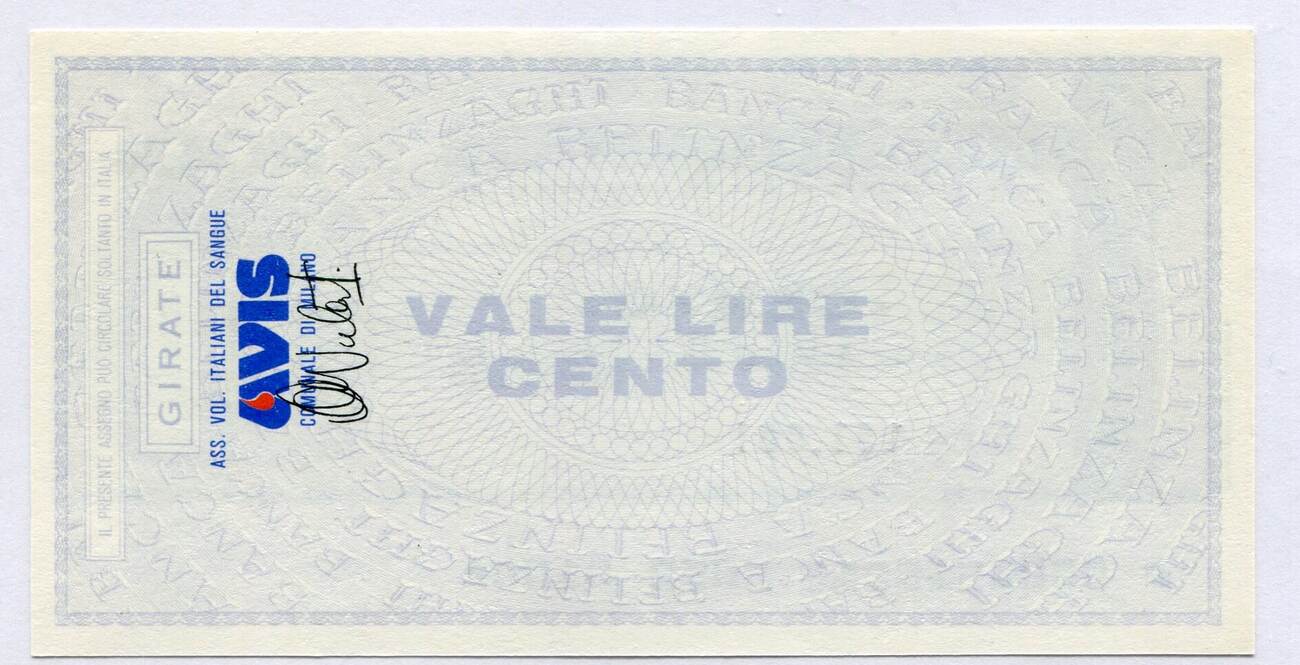 IL PRESENTE ASSEGNO PUÒ CIRCOLARE SOLTANTO IN ITALIA
GIRATE
ASS. VOL. ITALIANI DEL SANGUE
AVIS
COMUNALE DI MILANO
VALE LIRE
CENTO
BANCA BELINZAGHI